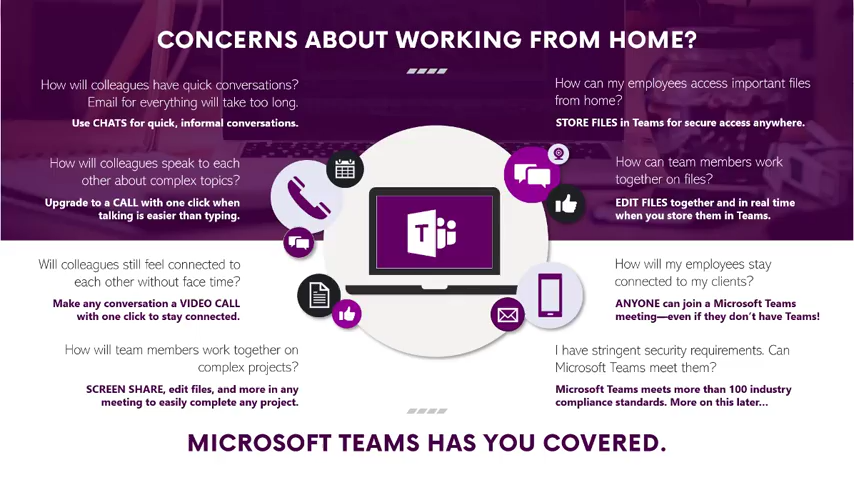 CONCERNS ABOUT WORKING FROM HOME?
How will colleagues have quick conversations?
Email for everything will take too long.
Use CHATS for quick, informal conversations.
How will colleagues speak to each
other about complex topics?
Upgrade to a CALL with one click when
talking is easier than typing.
Will colleagues still feel connected to
each other without face time?
Make any conversation a VIDEO CALL
with one click to stay connected.
How will team members work together on
complex projects?
SCREEN SHARE, edit files, and more in any
meeting to easily complete any project.
T
How can my employees access important files
from home?
STORE FILES in Teams for secure access anywhere.
How can team members work
together on files?
EDIT FILES together and in real time
when you store them in Teams.
How will my employees stay
connected to my clients?
ANYONE can join a Microsoft Teams
meeting—even if they don't have Teams!
I have stringent security requirements. Can
Microsoft Teams meet them?
Microsoft Teams meets more than 100 industry
compliance standards. More on this later...
MICROSOFT TEAMS HAS YOU COVERED.